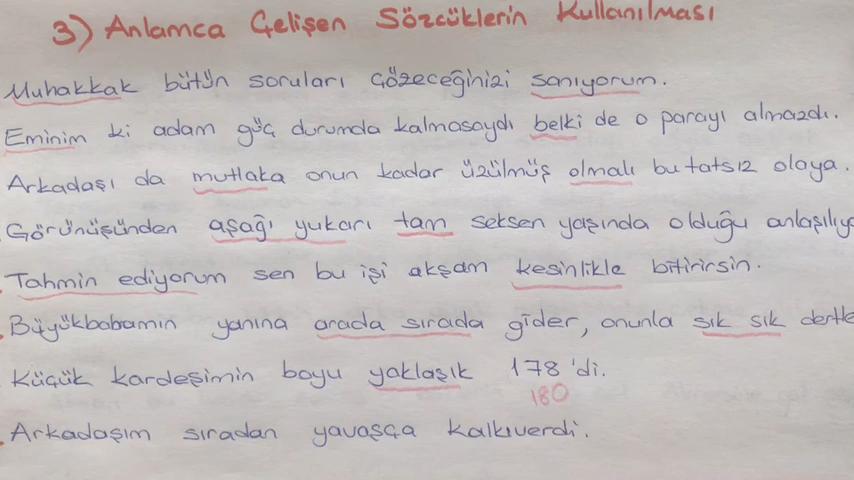 3) Anlamca Gelişen Sözcüklerin Kullanılması
Muhakkak bütün soruları çözeceğinizi sanıyorum.
Eminim ki adam güç durumda kalmasaydı belki de o parayı almazdı.
Arkadaşı da mutlaka onun kadar üzülmüş olmalı bu tatsız olaya.
Görünüşünden aşağı yukarı tam seksen yaşında olduğu
Tahmin ediyorum sen bu işi akşam kesinlikle bitirirsin.
Büyükbabamın yanına arada sırada gider, onunla sık sık
Küçük kardeşimin boyu yaklaşık 178'di.
180
Arkadaşım sıradan yavaşça kalkıverdi.